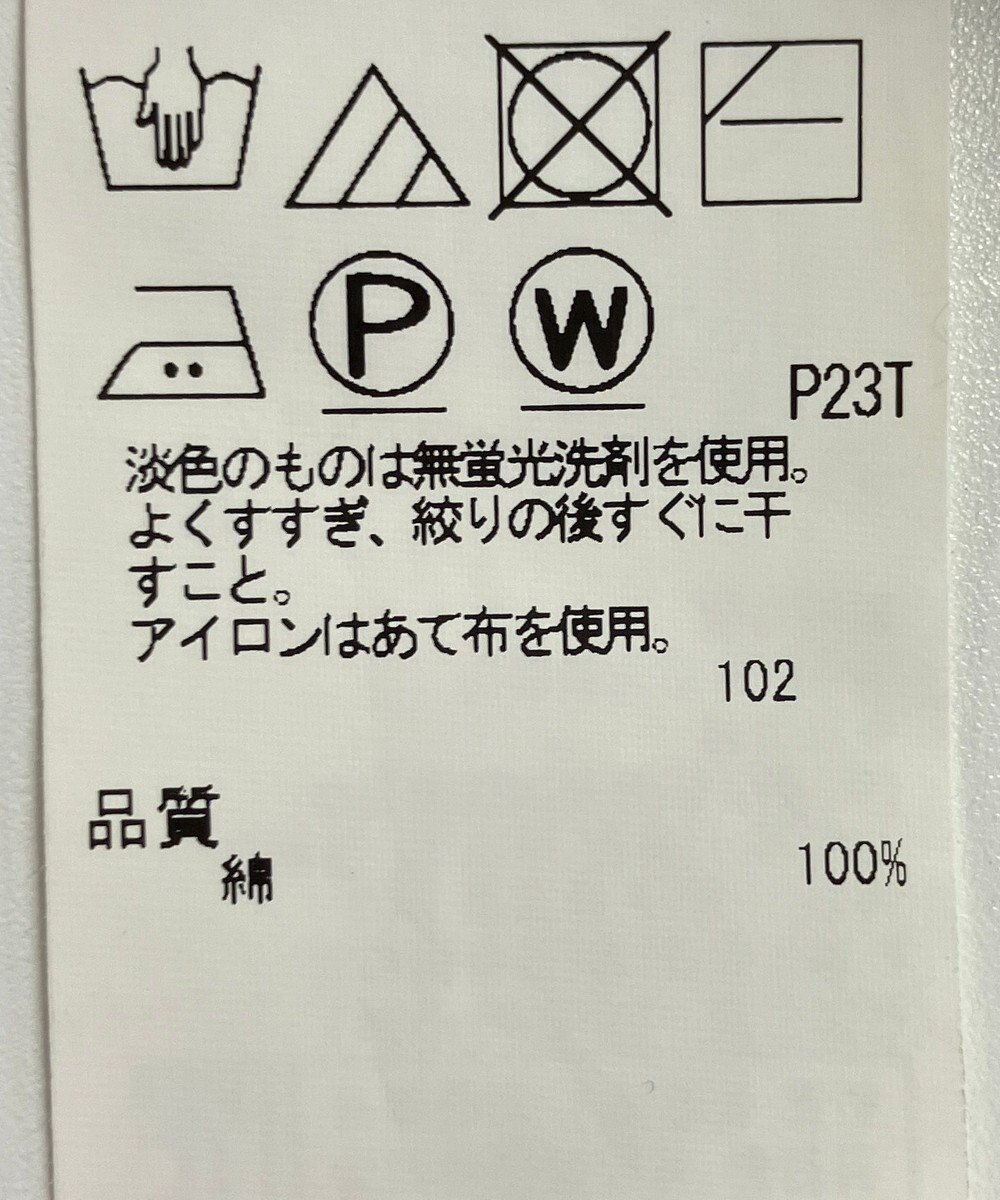 P
W
P23T
淡色のものは無蛍光洗剤を使用。
よくすすぎ、絞りの後すぐに干
すこと。
アイロンはあて布を使用。
102
品質
綿 100%